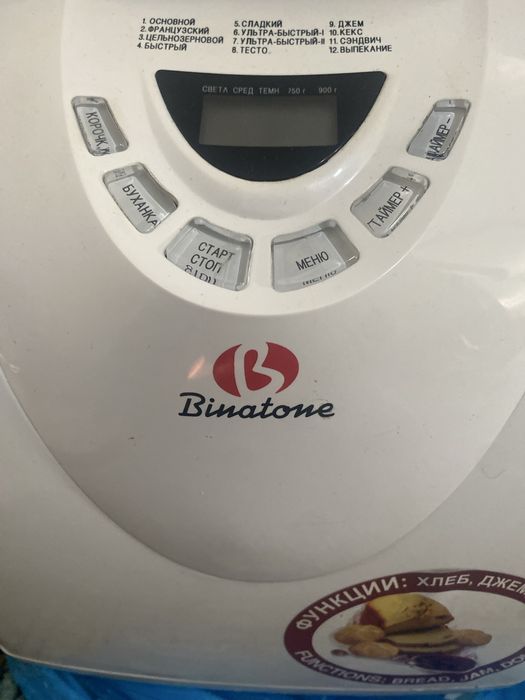 1. ОСНОВНОЙ
2. ФРАНЦУЗСКИЙ
3. ЦЕЛЬНОЗЕРНОВОЙ
4. БЫСТРЫЙ
5. СЛАДКИЙ
6. УЛЬТРА-БЫСТРЫЙ-I
7. УЛЬТРА-БЫСТРЫЙ-II
8. ТЕСТО
9. ДЖЕМ
10. КЕКС
11. СЭНДВИЧ
12. ВЫПЕКАНИЕ
СВЕТЛ СРЕД ТЕМН 750 г 900 г
БУХАНКА
СТАРТ
СТОП
МЕНЮ
ТАЙМЕР +
ТАЙМЕР -
Binatone
ФУНКЦИИ: ХЛЕБ, ДЖЕМ
FUNCTIONS: BREAD, JAM,